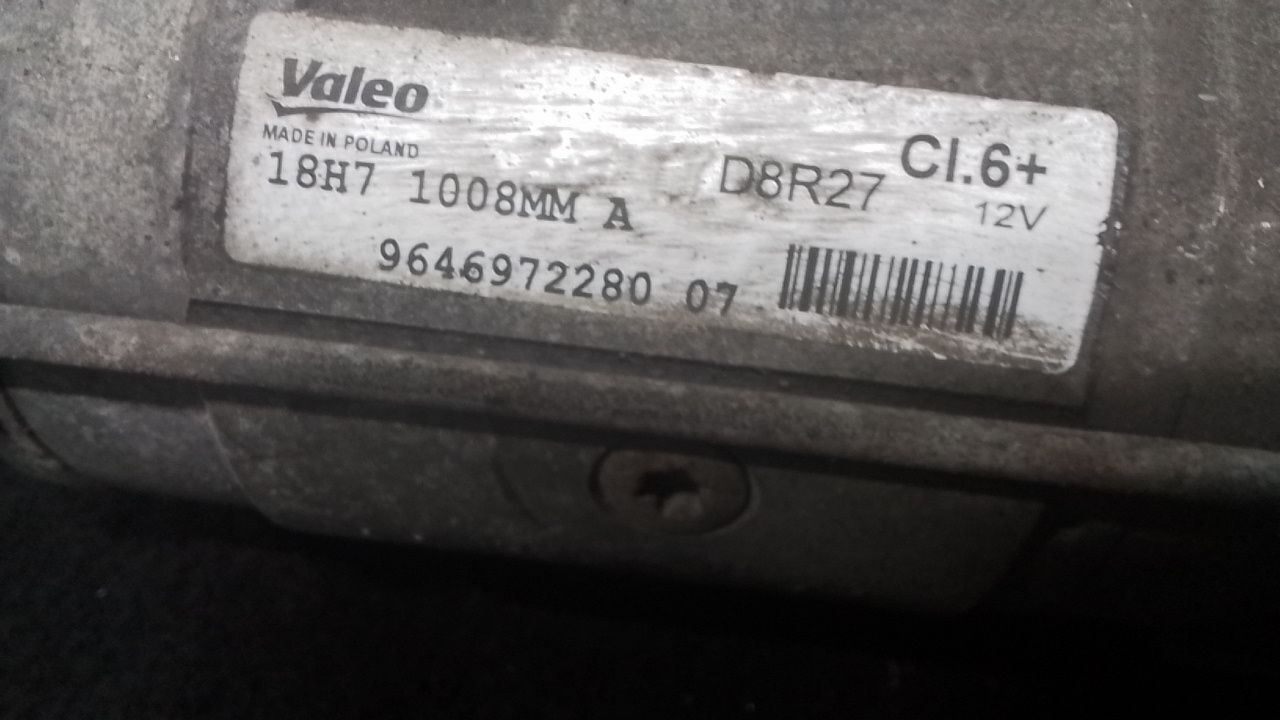 Valeo
MADE IN POLAND
18H7 1008MM A
D8R27
Cl.6+
12V
9646972280 07